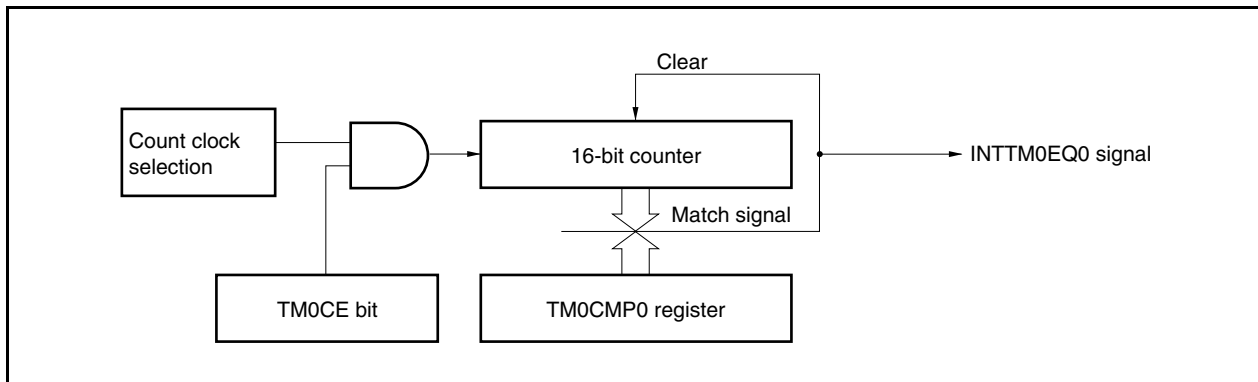 Clear
Count clock
selection
16-bit counter
INTTM0EQ0 signal
Match signal
TM0CE bit
TM0CMP0 register